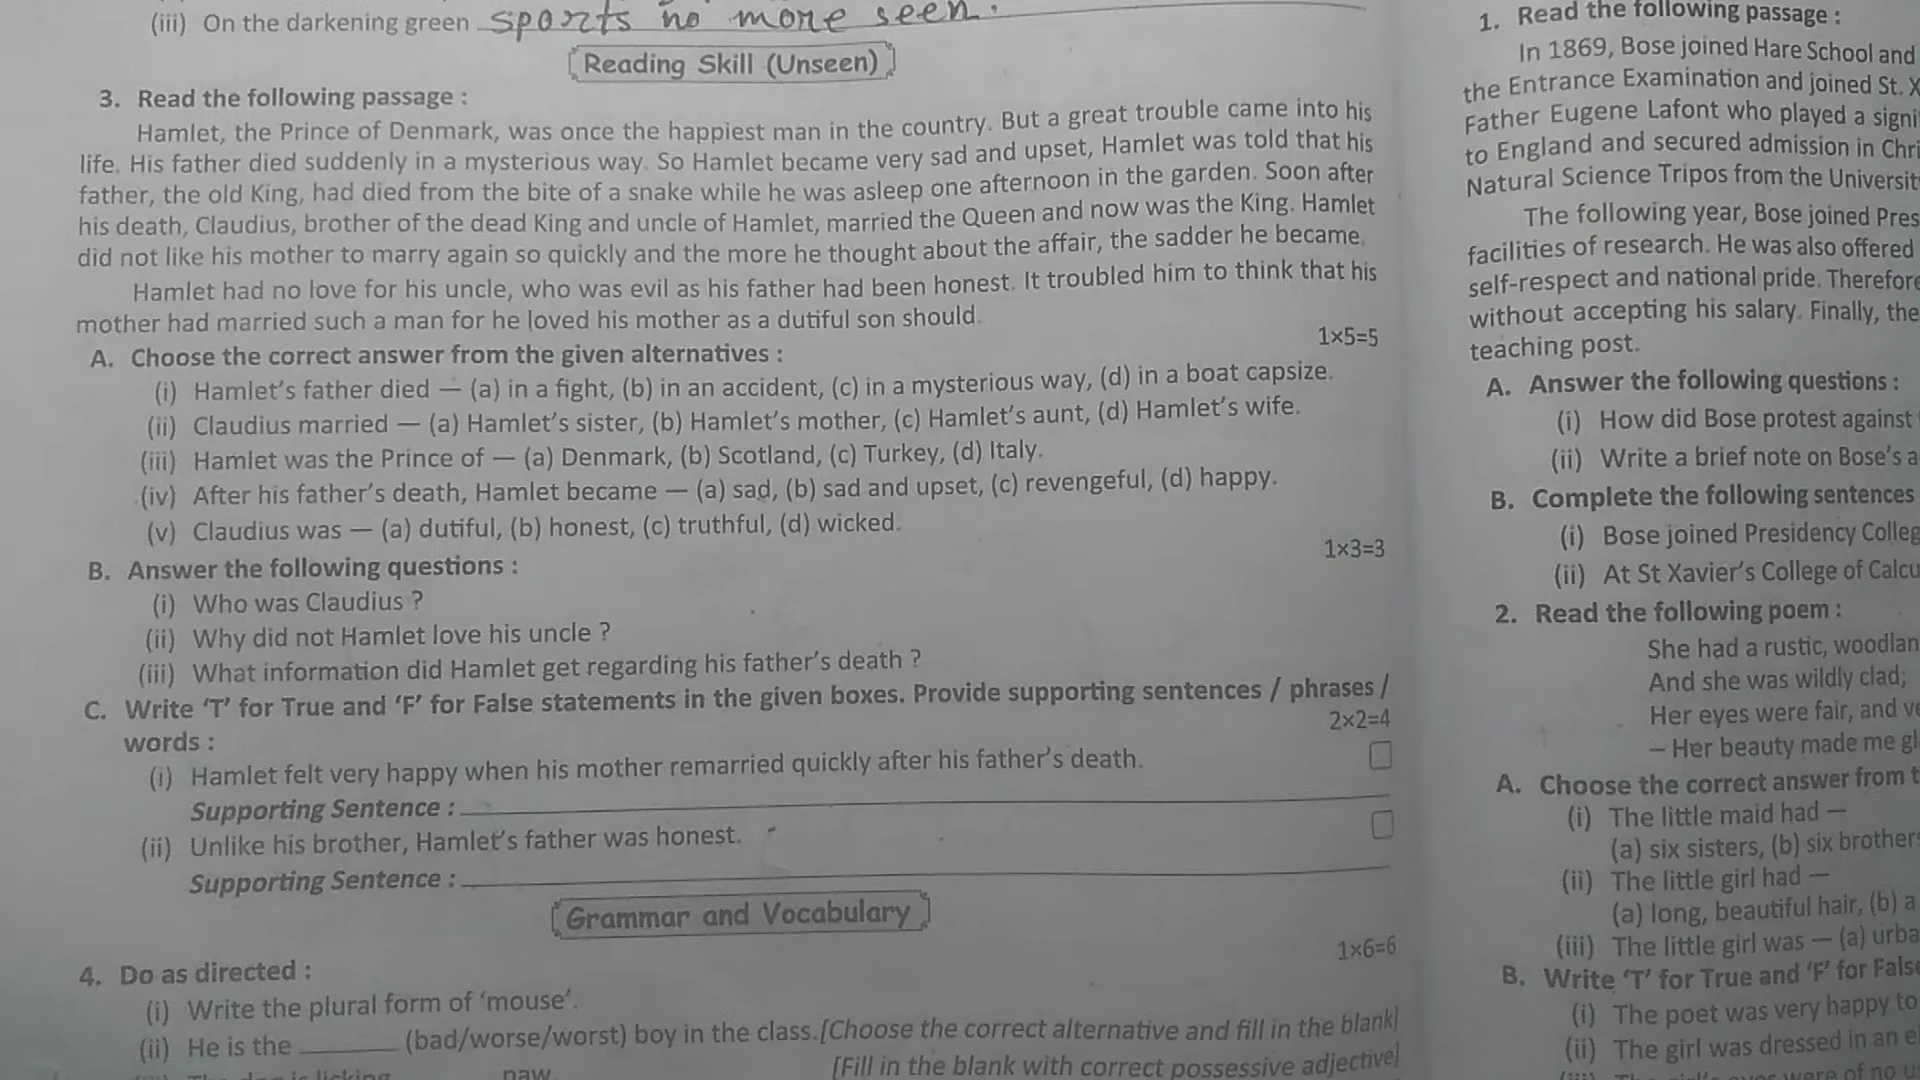 (iii) On the darkening green sports no more seen.
Reading Skill (Unseen)
3. Read the following passage :
Hamlet, the Prince of Denmark, was once the happiest man in the country. But a great trouble came into his
life. His father died suddenly in a mysterious way. So Hamlet became very sad and upset, Hamlet was told that his
father, the old King, had died from the bite of a snake while he was asleep one afternoon in the garden. Soon after
his death, Claudius, brother of the dead King and uncle of Hamlet, married the Queen and now was the King. Hamlet
did not like his mother to marry again so quickly and the more he thought about the affair, the sadder he became.
Hamlet had no love for his uncle, who was evil as his father had been honest. It troubled him to think that his
mother had married such a man for he loved his mother as a dutiful son should.
A. Choose the correct answer from the given alternatives : 1×5=5
(i) Hamlet's father died — (a) in a fight, (b) in an accident, (c) in a mysterious way, (d) in a boat capsize.
(ii) Claudius married — (a) Hamlet's sister, (b) Hamlet's mother, (c) Hamlet's aunt, (d) Hamlet's wife.
(iii) Hamlet was the Prince of — (a) Denmark, (b) Scotland, (c) Turkey, (d) Italy.
(iv) After his father's death, Hamlet became — (a) sad, (b) sad and upset, (c) revengeful, (d) happy.
(v) Claudius was — (a) dutiful, (b) honest, (c) truthful, (d) wicked.
B. Answer the following questions : 1×3=3
(i) Who was Claudius ?
(ii) Why did not Hamlet love his uncle ?
(iii) What information did Hamlet get regarding his father's death ?
C. Write 'T' for True and 'F' for False statements in the given boxes. Provide supporting sentences / phrases /
words : 2×2=4
(i) Hamlet felt very happy when his mother remarried quickly after his father's death.
Supporting Sentence :
(ii) Unlike his brother, Hamlet's father was honest.
Supporting Sentence :
Grammar and Vocabulary
4. Do as directed : 1×6=6
(i) Write the plural form of 'mouse'.
(ii) He is the ______ (bad/worse/worst) boy in the class.[Choose the correct alternative and fill in the blank]
paw. [Fill in the blank with correct possessive adjective]
1. Read the following passage :
In 1869, Bose joined Hare School and
the Entrance Examination and joined St. X
Father Eugene Lafont who played a signi
to England and secured admission in Chri
Natural Science Tripos from the Universit
The following year, Bose joined Pres
facilities of research. He was also offered
self-respect and national pride. Therefore
without accepting his salary. Finally, the
teaching post.
A. Answer the following questions :
(i) How did Bose protest against
(ii) Write a brief note on Bose's a
B. Complete the following sentences
(i) Bose joined Presidency Colleg
(ii) At St Xavier's College of Calcu
2. Read the following poem :
She had a rustic, woodlan
And she was wildly clad;
Her eyes were fair, and ve
– Her beauty made me gl
A. Choose the correct answer from t
(i) The little maid had —
(a) six sisters, (b) six brothers
(ii) The little girl had —
(a) long, beautiful hair, (b) a
(iii) The little girl was — (a) urba
B. Write 'T' for True and 'F' for False
(i) The poet was very happy to
(ii) The girl was dressed in an e